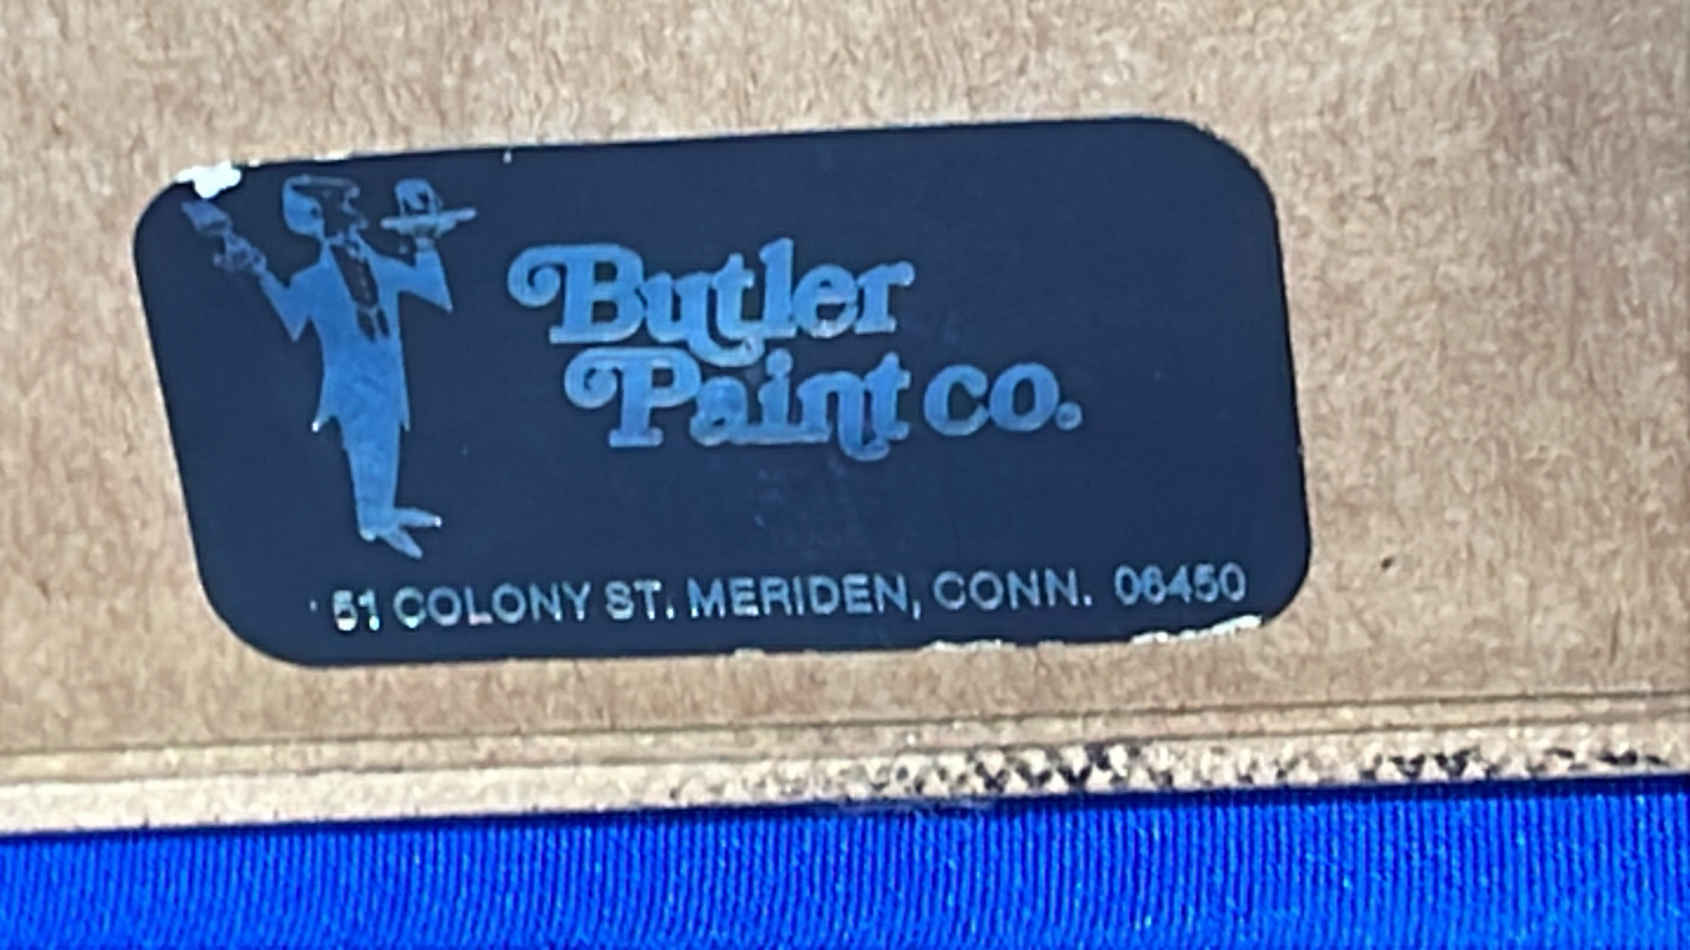 Butler
Paint co.
51 COLONY ST. MERIDEN, CONN. 06450